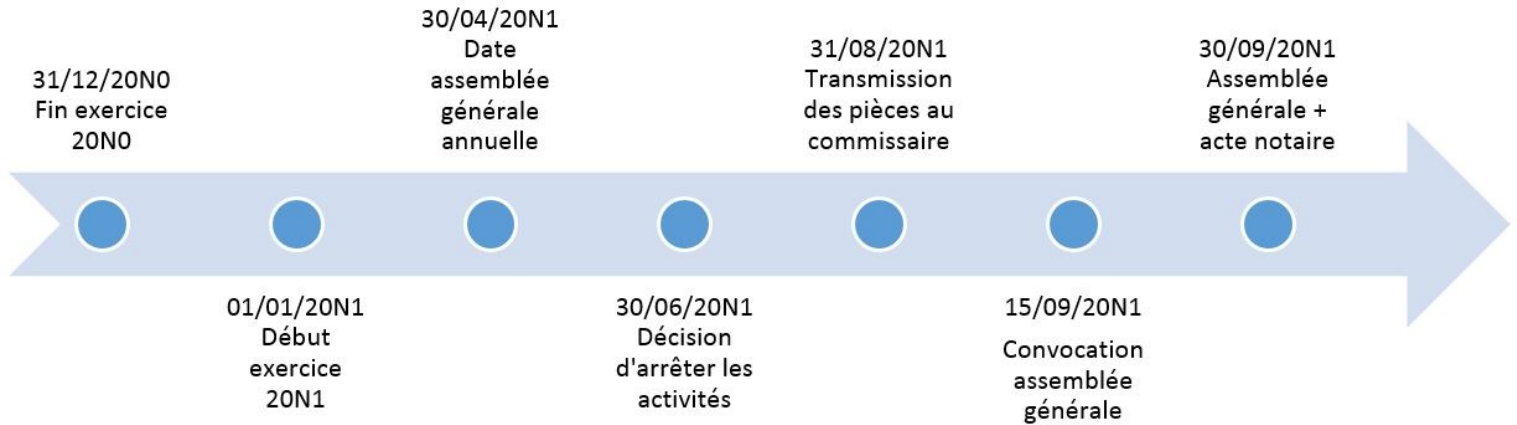 31/12/20N0
Fin exercice
20N0
01/01/20N1
Début
exercice
20N1
30/04/20N1
Date
assemblée
générale
annuelle
30/06/20N1
Décision
d'arrêter les
activités
31/08/20N1
Transmission
des pièces au
commissaire
15/09/20N1
Convocation
assemblée
générale
30/09/20N1
Assemblée
générale +
acte notaire